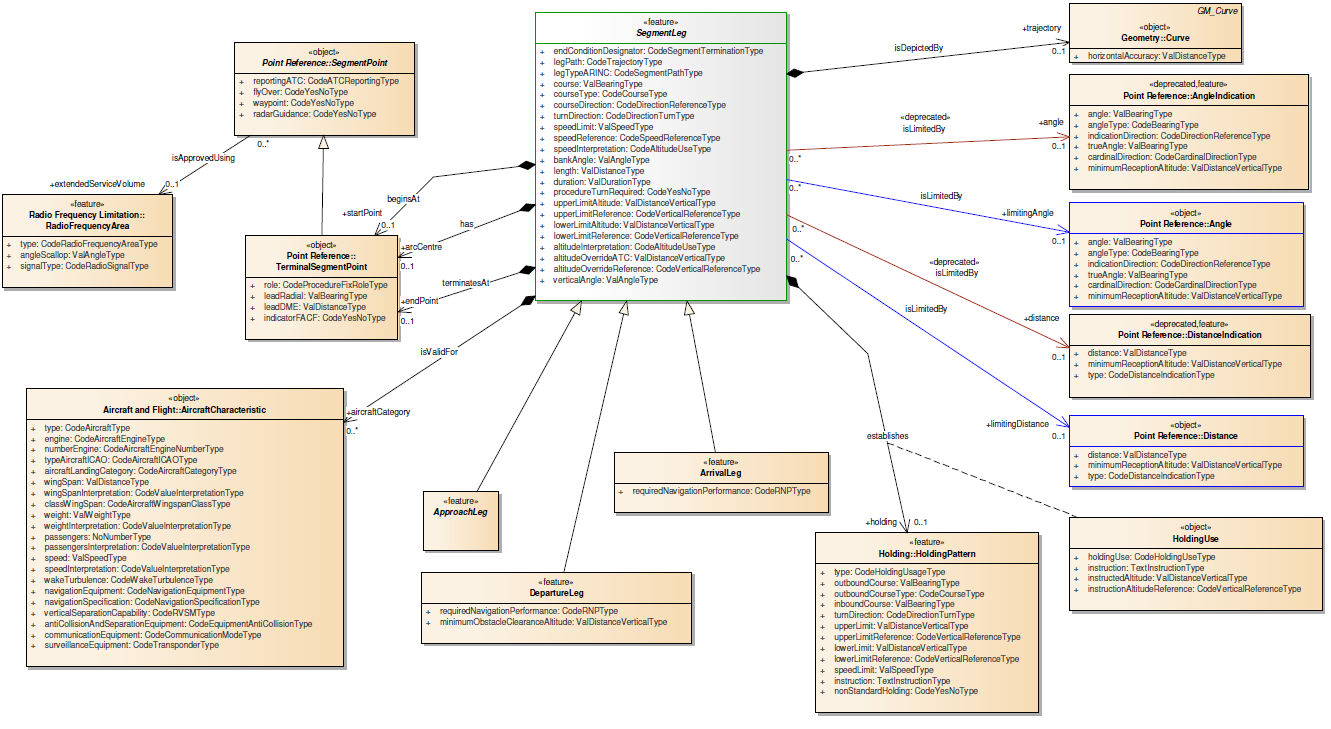 «feature»
SegmentLeg
+ endConditionDesignator: CodeSegmentTerminationType
+ legPath: CodeTrajectoryType
+ legTypeARINC: CodeSegmentPathType
+ course: ValBearingType
+ courseType: CodeCourseType
+ courseDirection: CodeDirectionReferenceType
+ turnDirection: CodeDirectionTurnType
+ speedLimit: ValSpeedType
+ speedReference: CodeSpeedReferenceType
+ speedInterpretation: CodeAltitudeUseType
+ bankAngle: ValAngleType
+ length: ValDistanceType
+ duration: ValDurationType
+ procedureTurnRequired: CodeYesNoType
+ upperLimitAltitude: ValDistanceVerticalType
+ upperLimitReference: CodeVerticalReferenceType
+ lowerLimitAltitude: ValDistanceVerticalType
+ lowerLimitReference: CodeVerticalReferenceType
+ altitudeInterpretation: CodeAltitudeUseType
+ altitudeOverrideATC: ValDistanceVerticalType
+ altitudeOverrideReference: CodeVerticalReferenceType
+ verticalAngle: ValAngleType
«object»
Point Reference::SegmentPoint
+ reportingATC: CodeATCReportingType
+ flyOver: CodeYesNoType
+ waypoint: CodeYesNoType
+ radarGuidance: CodeYesNoType
0..*
isApprovedUsing
+extendedServiceVolume
0..1
«feature»
Radio Frequency Limitation::
RadioFrequencyArea
+ type: CodeRadioFrequencyAreaType
+ angleScallop: ValAngleType
+ signalType: CodeRadioSignalType
«object»
Point Reference::
TerminalSegmentPoint
+ role: CodeProcedureFixRoleType
+ leadRadial: ValBearingType
+ leadDME: ValDistanceType
+ indicatorFACF: CodeYesNoType
beginsAt
+startPoint
0..1
has
+arcCentre
0..1
terminatesAt
+endPoint
0..1
isValidFor
+aircraftCategory
0..*
«object»
Aircraft and Flight::AircraftCharacteristic
+ type: CodeAircraftType
+ engine: CodeAircraftEngineType
+ numberEngine: CodeAircraftEngineNumberType
+ typeAircraftICAO: CodeAircraftICAOType
+ aircraftLandingCategory: CodeAircraftCategoryType
+ wingSpan: ValDistanceType
+ wingSpanInterpretation: CodeValueInterpretationType
+ classWingSpan: CodeAircraftWingspanClassType
+ weight: ValWeightType
+ weightInterpretation: CodeValueInterpretationType
+ passengers: NoNumberType
+ passengersInterpretation: CodeValueInterpretationType
+ speed: ValSpeedType
+ speedInterpretation: CodeValueInterpretationType
+ wakeTurbulence: CodeWakeTurbulenceType
+ navigationEquipment: CodeNavigationEquipmentType
+ navigationSpecification: CodeNavigationSpecificationType
+ verticalSeparationCapability: CodeRVSMType
+ antiCollisionAndSeparationEquipment: CodeEquipmentAntiCollisionType
+ communicationEquipment: CodeCommunicationModeType
+ surveillanceEquipment: CodeTransponderType
«feature»
ApproachLeg
«feature»
DepartureLeg
+ requiredNavigationPerformance: CodeRNPType
+ minimumObstacleClearanceAltitude: ValDistanceVerticalType
«feature»
ArrivalLeg
+ requiredNavigationPerformance: CodeRNPType
isDepictedBy
+trajectory
0..1
GM_Curve
«object»
Geometry::Curve
+ horizontalAccuracy: ValDistanceType
«deprecated»
isLimitedBy
0..*
+angle
0..1
«deprecated,feature»
Point Reference::AngleIndication
+ angle: ValBearingType
+ angleType: CodeBearingType
+ indicationDirection: CodeDirectionReferenceType
+ trueAngle: ValBearingType
+ cardinalDirection: CodeCardinalDirectionType
+ minimumReceptionAltitude: ValDistanceVerticalType
0..*
isLimitedBy
+limitingAngle
0..1
«object»
Point Reference::Angle
+ angle: ValBearingType
+ angleType: CodeBearingType
+ indicationDirection: CodeDirectionReferenceType
+ trueAngle: ValBearingType
+ cardinalDirection: CodeCardinalDirectionType
+ minimumReceptionAltitude: ValDistanceVerticalType
0..*
«deprecated»
isLimitedBy
+distance
0..1
«deprecated,feature»
Point Reference::DistanceIndication
+ distance: ValDistanceType
+ minimumReceptionAltitude: ValDistanceVerticalType
+ type: CodeDistanceIndicationType
0..*
isLimitedBy
+limitingDistance
0..1
«object»
Point Reference::Distance
+ distance: ValDistanceType
+ minimumReceptionAltitude: ValDistanceVerticalType
+ type: CodeDistanceIndicationType
establishes
+holding
0..1
«feature»
Holding::HoldingPattern
+ type: CodeHoldingUsageType
+ outboundCourse: ValBearingType
+ outboundCourseType: CodeCourseType
+ inboundCourse: ValBearingType
+ turnDirection: CodeDirectionTurnType
+ upperLimit: ValDistanceVerticalType
+ upperLimitReference: CodeVerticalReferenceType
+ lowerLimit: ValDistanceVerticalType
+ lowerLimitReference: CodeVerticalReferenceType
+ speedLimit: ValSpeedType
+ instruction: TextInstructionType
+ nonStandardHolding: CodeYesNoType
«object»
HoldingUse
+ holdingUse: CodeHoldingUseType
+ instruction: TextInstructionType
+ instructedAltitude: ValDistanceVerticalType
+ instructionAltitudeReference: CodeVerticalReferenceType